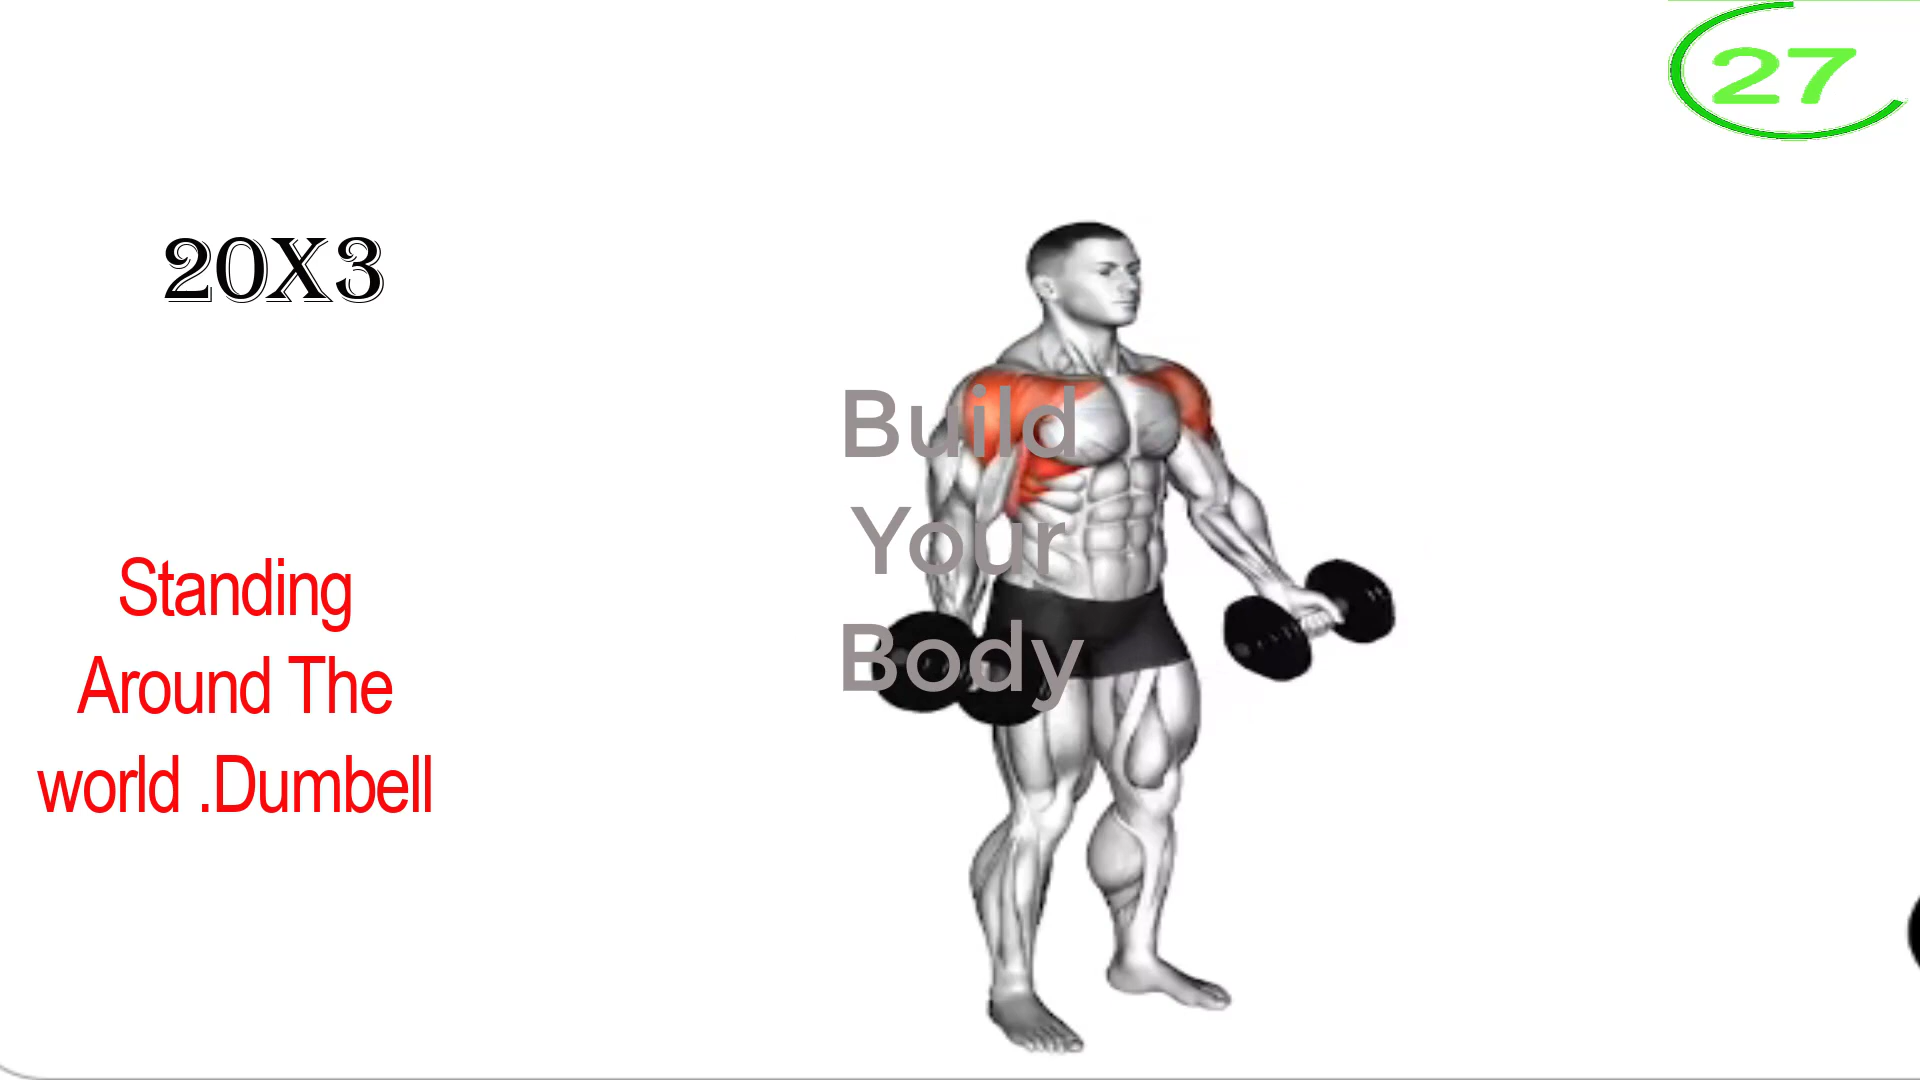 27
20X3
Build
Your
Body
Standing
Around The
world .Dumbell